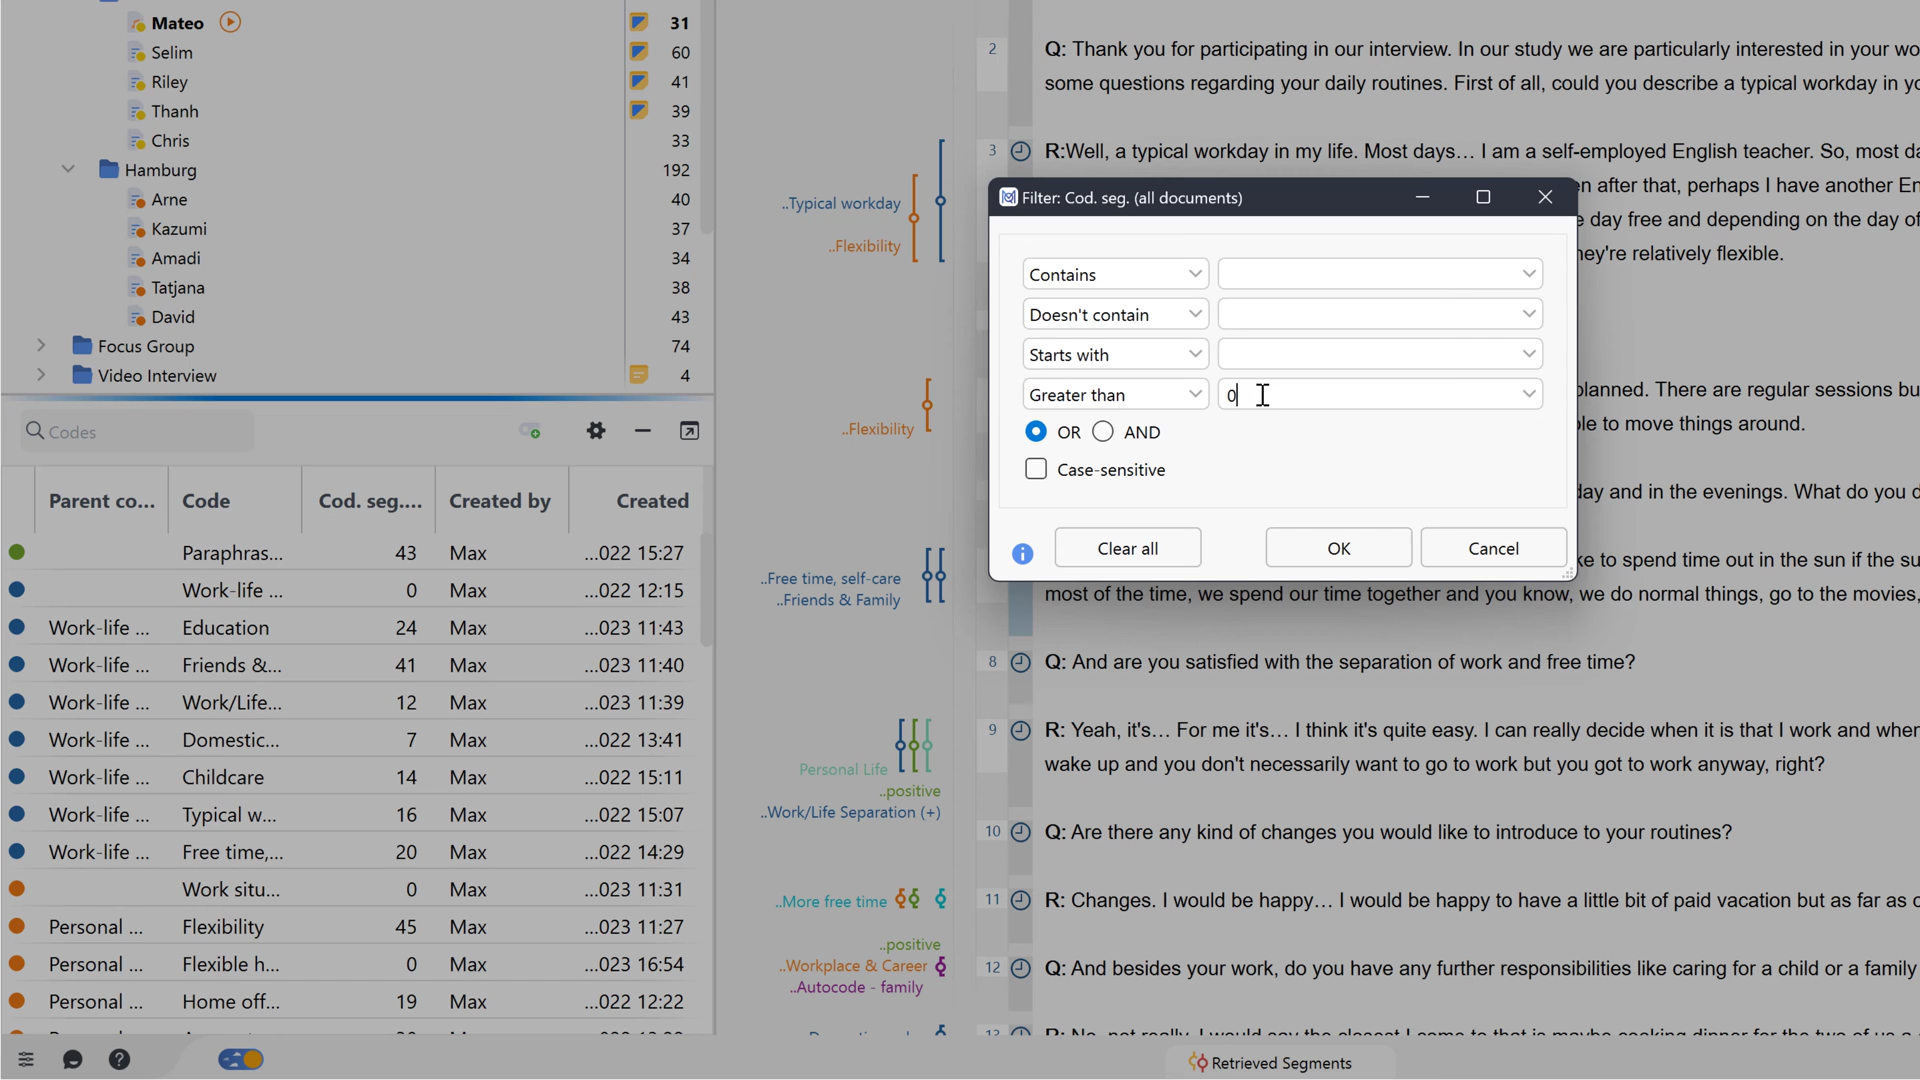 Mateo 31
Selim 60
Riley 41
Thanh 39
Chris 33
Hamburg 192
Arne 40
Kazumi 37
Amadi 34
Tatjana 38
David 43
Focus Group 74
Video Interview 4
Codes
Parent co... Code Cod. seg.... Created by Created
Paraphras... 43 Max ...022 15:27
Work-life ... 0 Max ...022 12:15
Work-life ... Education 24 Max ...023 11:43
Work-life ... Friends &... 41 Max ...023 11:40
Work-life ... Work/Life... 12 Max ...023 11:39
Work-life ... Domestic... 7 Max ...022 13:41
Work-life ... Childcare 14 Max ...022 15:11
Work-life ... Typical w... 16 Max ...022 15:07
Work-life ... Free time,... 20 Max ...022 14:29
Work situ... 0 Max ...023 11:31
Personal ... Flexibility 45 Max ...023 11:27
Personal ... Flexible h... 0 Max ...023 16:54
Personal ... Home off... 19 Max ...022 12:22
..Typical workday
..Flexibility
..Flexibility
..Free time, self-care
..Friends & Family
Personal Life
..positive
..Work/Life Separation (+)
..More free time
..positive
..Workplace & Career
..Autocode - family
2 Q: Thank you for participating in our interview. In our study we are particularly interested in your wo
some questions regarding your daily routines. First of all, could you describe a typical workday in yo
3 R:Well, a typical workday in my life. Most days… I am a self-employed English teacher. So, most da
n after that, perhaps I have another En
e day free and depending on the day of
hey're relatively flexible.
planned. There are regular sessions bu
ble to move things around.
day and in the evenings. What do you d
ke to spend time out in the sun if the su
most of the time, we spend our time together and you know, we do normal things, go to the movies,
8 Q: And are you satisfied with the separation of work and free time?
9 R: Yeah, it's… For me it's… I think it's quite easy. I can really decide when it is that I work and when
wake up and you don't necessarily want to go to work but you got to work anyway, right?
10 Q: Are there any kind of changes you would like to introduce to your routines?
11 R: Changes. I would be happy… I would be happy to have a little bit of paid vacation but as far as c
12 Q: And besides your work, do you have any further responsibilities like caring for a child or a family
Filter: Cod. seg. (all documents)
Contains
Doesn't contain
Starts with
Greater than 0
OR AND
Case-sensitive
Clear all OK Cancel
Retrieved Segments